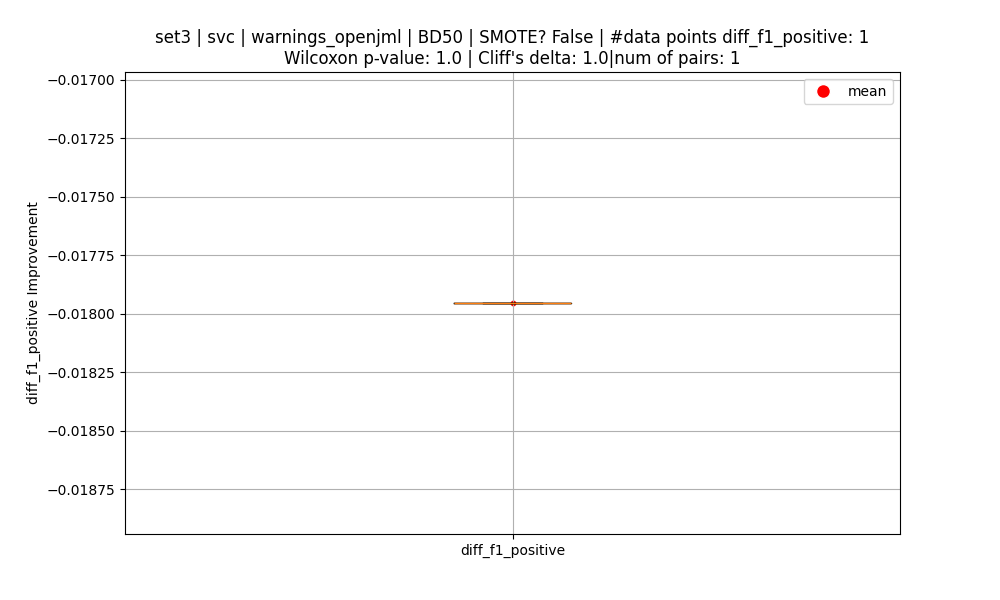 set3 | svc | warnings_openjml | BD50 | SMOTE? False | #data points diff_f1_positive: 1
Wilcoxon p-value: 1.0 | Cliff's delta: 1.0|num of pairs: 1
mean
−0.01700
−0.01725
−0.01750
−0.01775
−0.01800
−0.01825
−0.01850
−0.01875
diff_f1_positive Improvement
diff_f1_positive